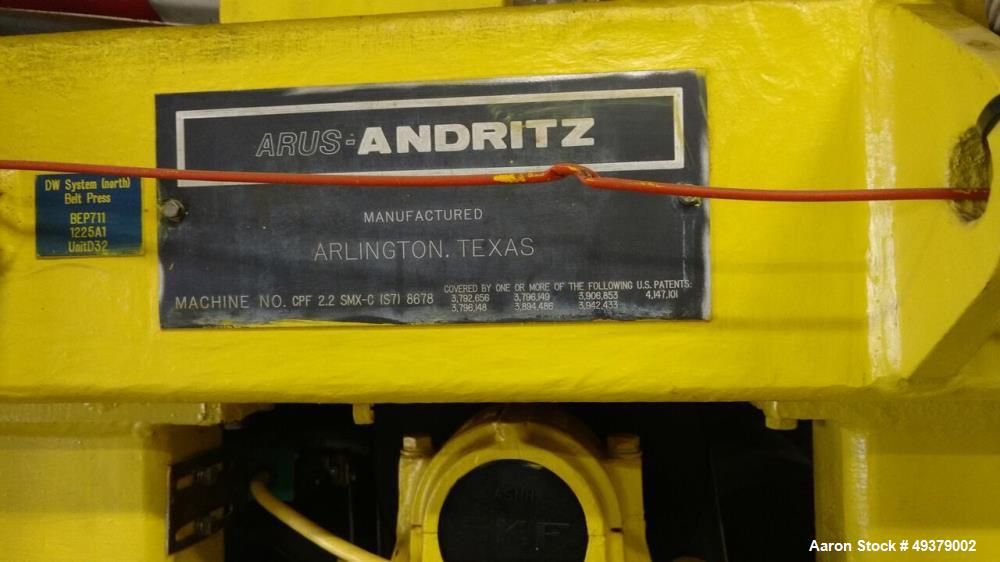 ARUS-ANDRITZ
DW System (north)
Belt Press
BEP711
1225A1
UnitD32
MANUFACTURED
ARLINGTON, TEXAS
MACHINE NO. CPF 2.2 SMX-C (S7) 8678
COVERED BY ONE OR MORE OF THE FOLLOWING U.S. PATENTS:
3,792,656 3,796,149 3,906,853 4,147,101
3,796,148 3,894,486 3,942,433
SKF
Aaron Stock # 49379002